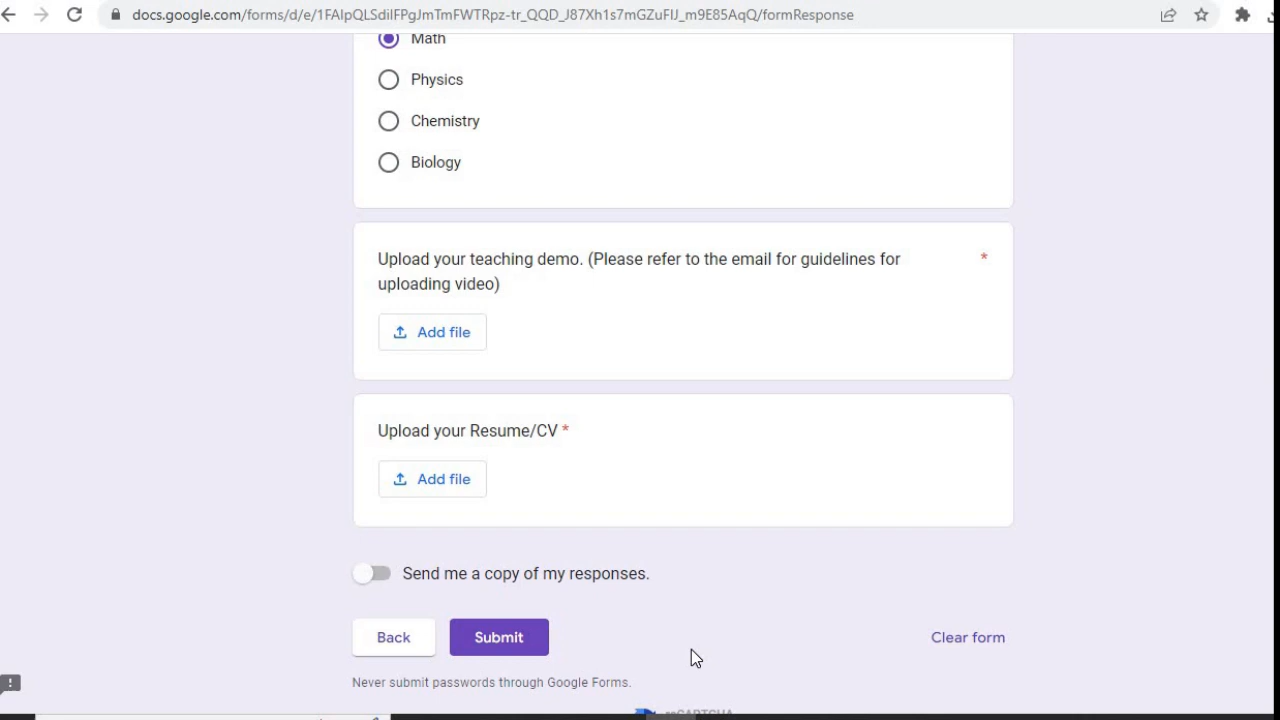 docs.google.com/forms/d/e/1FAIpQLSdiIFPgJmTmFWTRpz-tr_QQD_J87Xh1s7mGZuFIJ_m9E85AqQ/formResponse
Math
Physics
Chemistry
Biology
Upload your teaching demo. (Please refer to the email for guidelines for *
uploading video)
Add file
Upload your Resume/CV *
Add file
Send me a copy of my responses.
Back Submit Clear form
Never submit passwords through Google Forms.
reCAPTCHA